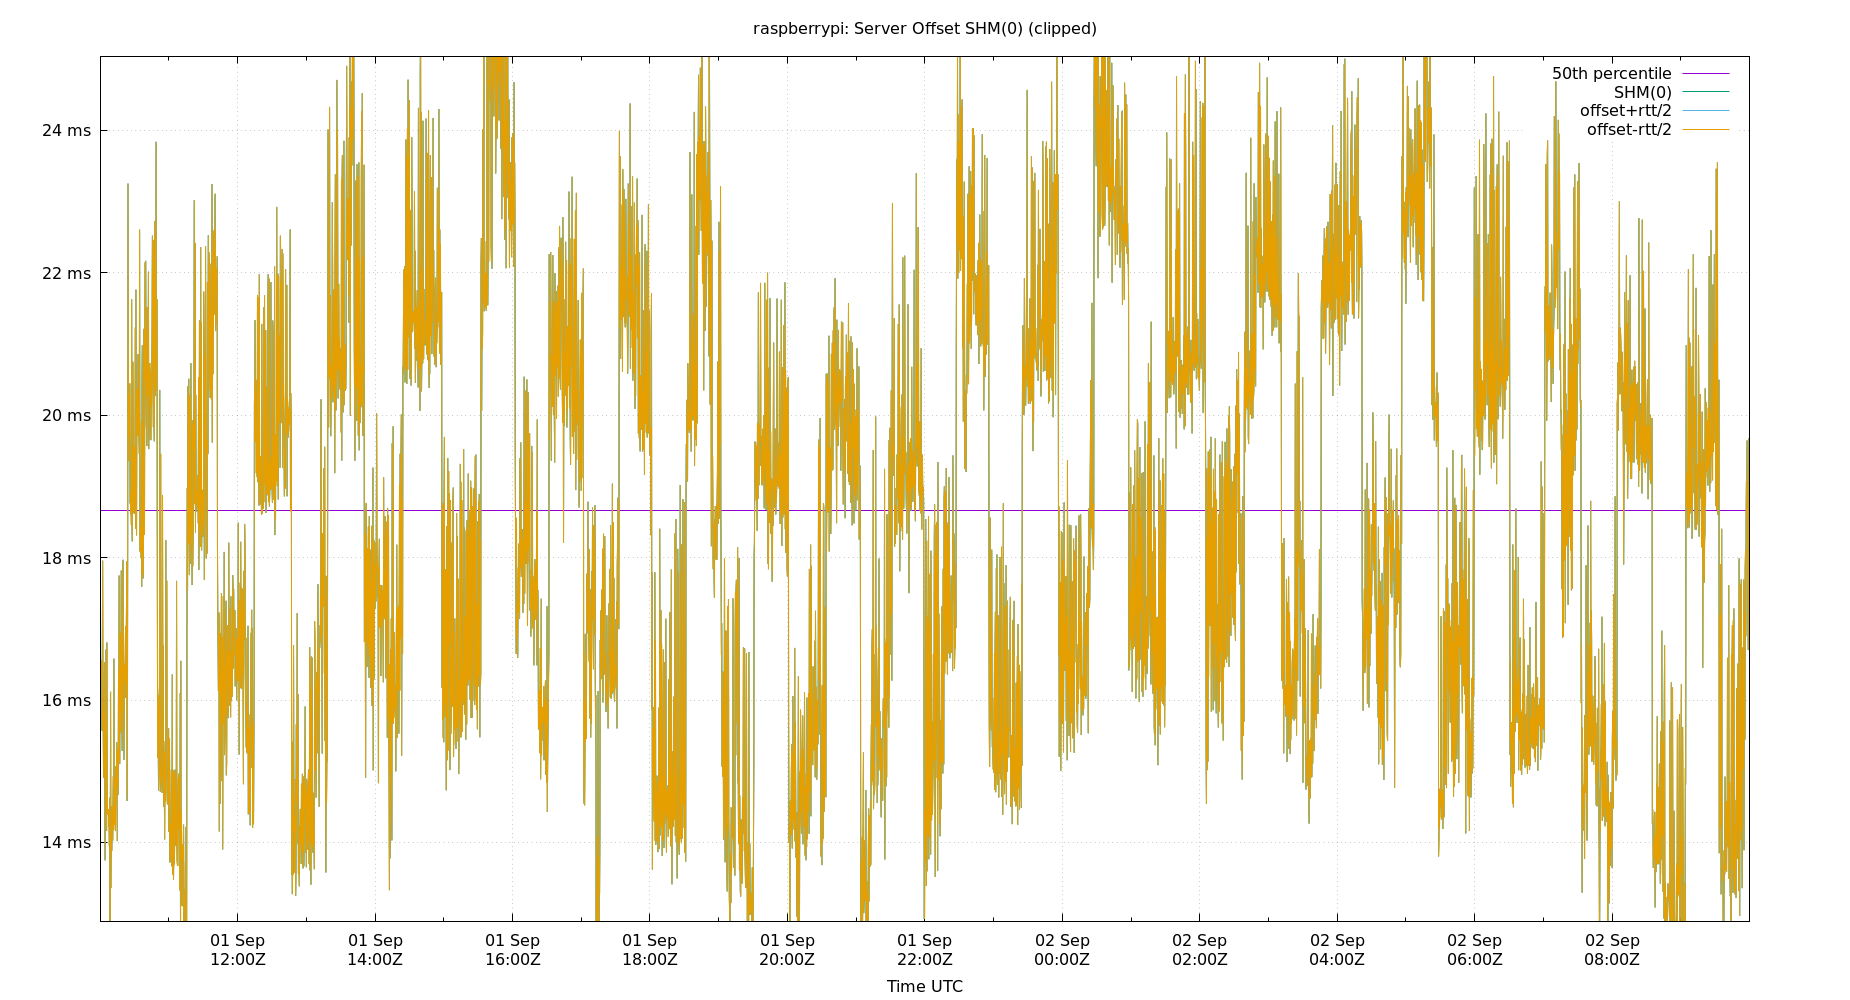 raspberrypi: Server Offset SHM(0) (clipped)
50th percentile
SHM(0)
offset+rtt/2
offset-rtt/2
24 ms
22 ms
20 ms
18 ms
16 ms
14 ms
01 Sep 01 Sep 01 Sep 01 Sep 01 Sep 01 Sep 02 Sep 02 Sep 02 Sep 02 Sep 02 Sep
12:00Z 14:00Z 16:00Z 18:00Z 20:00Z 22:00Z 00:00Z 02:00Z 04:00Z 06:00Z 08:00Z
Time UTC